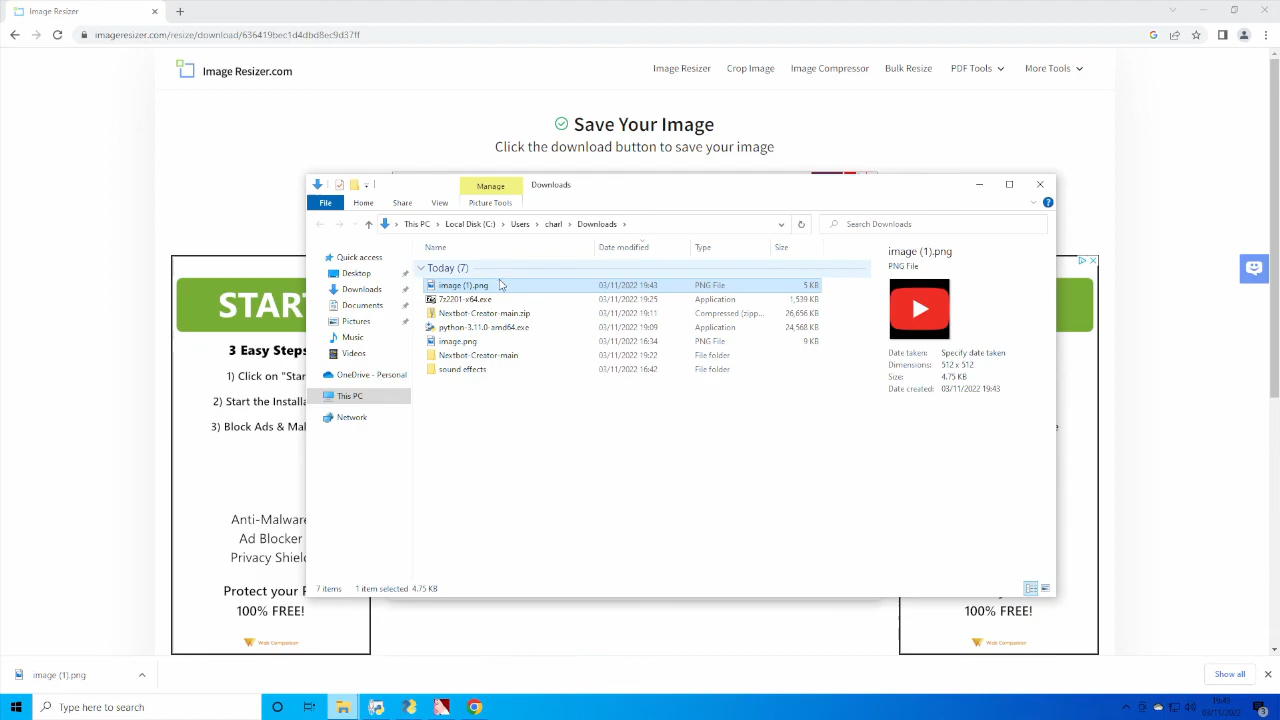 Image Resizer
imageresizer.com/resize/download/636419bec1d4dbd8ec9d37ff
Image Resizer.com
Image Resizer
Crop Image
Image Compressor
Bulk Resize
PDF Tools
More Tools
Save Your Image
Click the download button to save your image
Manage
Downloads
File
Home
Share
View
Picture Tools
This PC
Local Disk (C:)
Users
charl
Downloads
Search Downloads
Name
Date modified
Type
Size
Today (7)
image (1).png 03/11/2022 19:43 PNG File 5 KB
7z2201-x64.exe 03/11/2022 19:25 Application 1,539 KB
Nextbot-Creator-main.zip 03/11/2022 19:11 Compressed (zipp... 26,656 KB
python-3.11.0-amd64.exe 03/11/2022 19:09 Application 24,568 KB
image.png 03/11/2022 16:34 PNG File 9 KB
Nextbot-Creator-main 03/11/2022 19:22 File folder
sound effects 03/11/2022 16:42 File folder
Quick access
Desktop
Downloads
Documents
Pictures
Music
Videos
OneDrive - Personal
This PC
Network
image (1).png
PNG File
Date taken: Specify date taken
Dimensions: 512 x 512
Size: 4.75 KB
Date created: 03/11/2022 19:43
7 items 1 item selected 4.75 KB
START
3 Easy Steps
1) Click on "Star
2) Start the Installa
3) Block Ads & Mal
Anti-Malware
Ad Blocker
Privacy Shield
Protect your P
100% FREE!
Web Companion
100% FREE!
Web Companion
image (1).png
Show all
Type here to search
19:43
03/11/2022
3